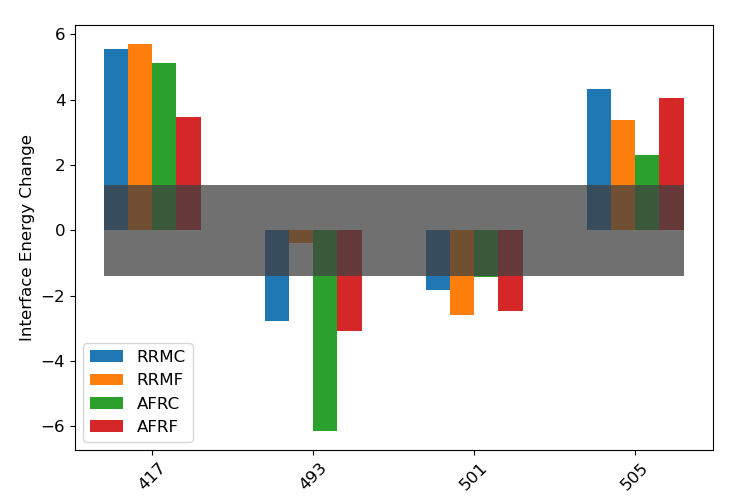 6
4
2
0
−2
−4
−6
Interface Energy Change
RRMC
RRMF
AFRC
AFRF
417
493
501
505